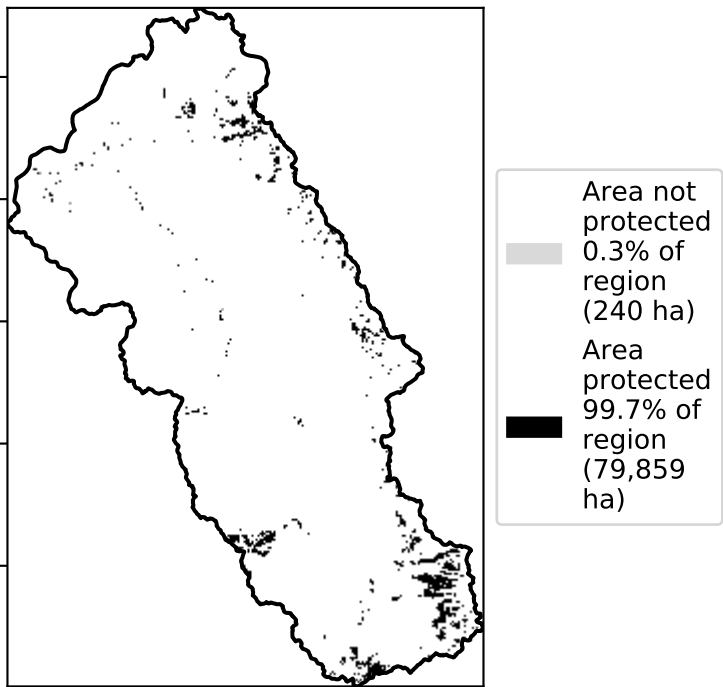 Area not
protected
0.3% of
region
(240 ha)
Area
protected
99.7% of
region
(79,859
ha)